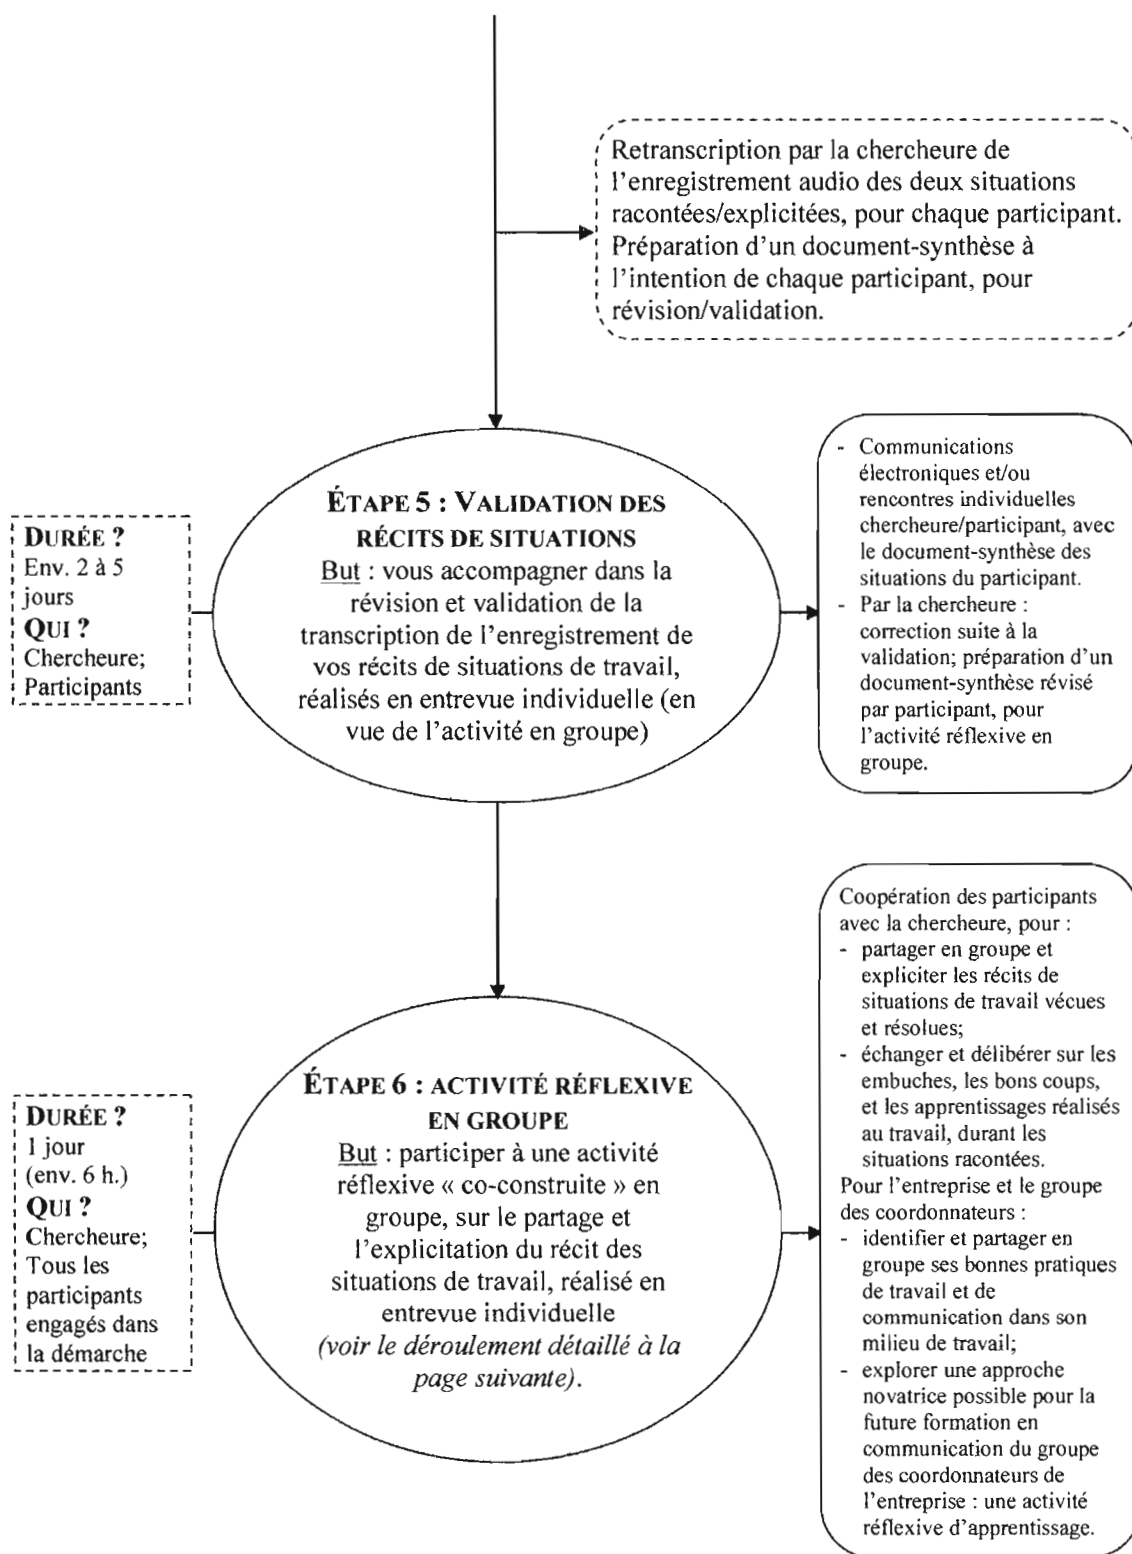 Retranscription par la chercheure de
l'enregistrement audio des deux situations
racontées/explicitées, pour chaque participant.
Préparation d'un document-synthèse à
l'intention de chaque participant, pour
révision/validation.
DURÉE ?
Env. 2 à 5
jours
QUI ?
Chercheure;
Participants
ÉTAPE 5 : VALIDATION DES
RÉCITS DE SITUATIONS
But : vous accompagner dans la
révision et validation de la
transcription de l'enregistrement de
vos récits de situations de travail,
réalisés en entrevue individuelle (en
vue de l'activité en groupe)
- Communications
électroniques et/ou
rencontres individuelles
chercheure/participant, avec
le document-synthèse des
situations du participant.
- Par la chercheure :
correction suite à la
validation; préparation d'un
document-synthèse révisé
par participant, pour
l'activité réflexive en
groupe.
DURÉE ?
1 jour
(env. 6 h.)
QUI ?
Chercheure;
Tous les
participants
engagés dans
la démarche
ÉTAPE 6 : ACTIVITÉ RÉFLEXIVE
EN GROUPE
But : participer à une activité
réflexive « co-construite » en
groupe, sur le partage et
l'explicitation du récit des
situations de travail, réalisé en
entrevue individuelle
(voir le déroulement détaillé à la
page suivante).
Coopération des participants
avec la chercheure, pour :
- partager en groupe et
expliciter les récits de
situations de travail vécues
et résolues;
- échanger et délibérer sur les
embuches, les bons coups,
et les apprentissages réalisés
au travail, durant les
situations racontées.
Pour l'entreprise et le groupe
des coordonnateurs :
- identifier et partager en
groupe ses bonnes pratiques
de travail et de
communication dans son
milieu de travail;
- explorer une approche
novatrice possible pour la
future formation en
communication du groupe
des coordonnateurs de
l'entreprise : une activité
réflexive d'apprentissage.